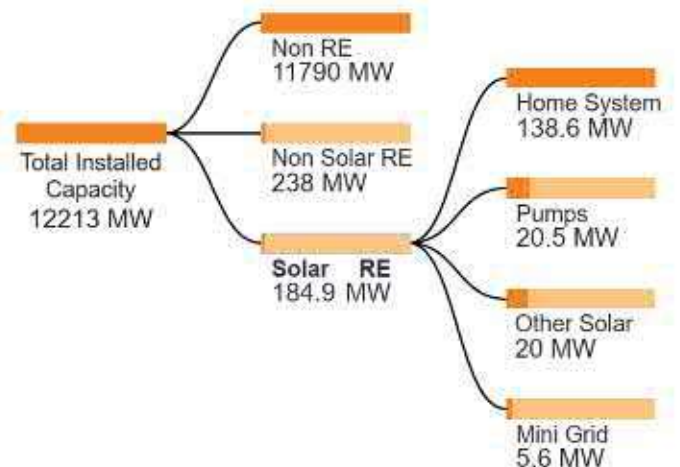 Non RE
11790 MW
Home System
138.6 MW
Total Installed
Capacity
12213 MW
Non Solar RE
238 MW
Pumps
20.5 MW
Solar RE
184.9 MW
Other Solar
20 MW
Mini Grid
5.6 MW